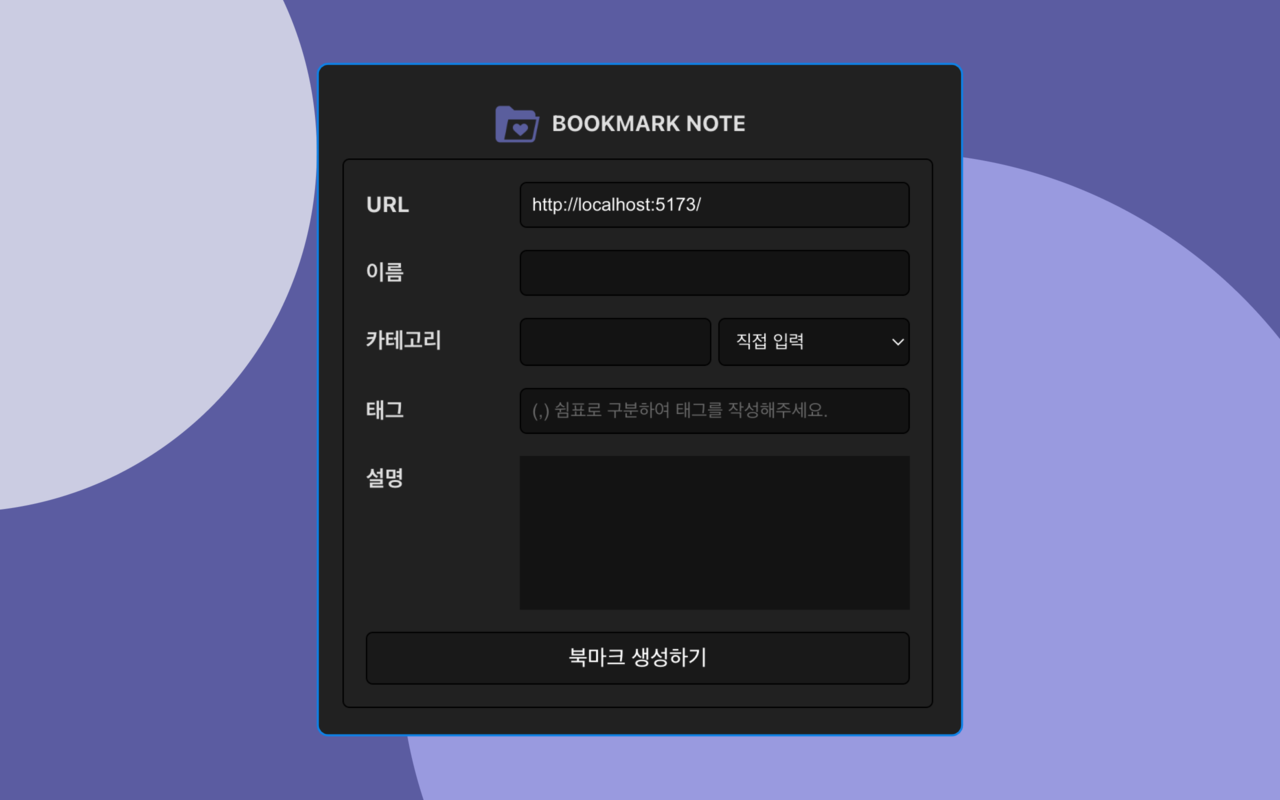 BOOKMARK NOTE
URL
http://localhost:5173/
이름
카테고리
직접 입력
태그
(,) 쉼표로 구분하여 태그를 작성해주세요.
설명
북마크 생성하기